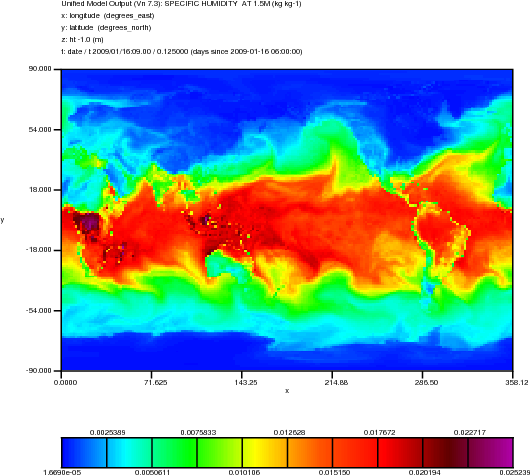 Unified Model Output (Vn 7.3): SPECIFIC HUMIDITY AT 1.5M (kg kg-1)
x: longitude (degrees_east)
y: latitude (degrees_north)
z: ht -1.0 (m)
t: date / t 2009/01/16:09.00 / 0.125000 (days since 2009-01-16 06:00:00)
90.000
54.000
18.000
y
-18.000
-54.000
-90.000
0.0000 71.625 143.25 214.88 286.50 358.12
x
0.0025389 0.0075833 0.012628 0.017672 0.022717
1.6690e-05 0.0050611 0.010106 0.015150 0.020194 0.025239